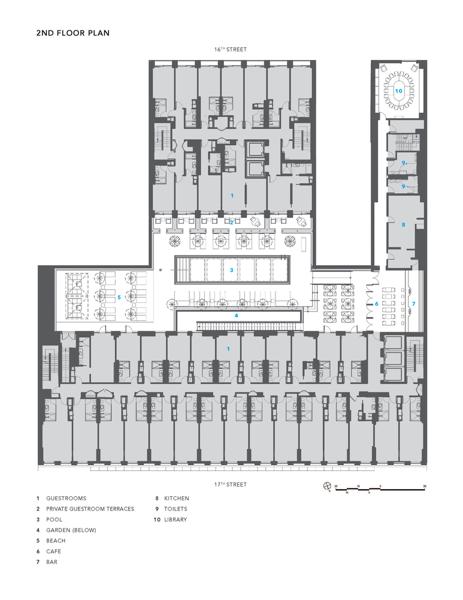 2ND FLOOR PLAN
16TH STREET
10
9
9
1
8
2
3
5
6
7
4
1
17TH STREET
1 GUESTROOMS
2 PRIVATE GUESTROOM TERRACES
3 POOL
4 GARDEN (BELOW)
5 BEACH
6 CAFE
7 BAR
8 KITCHEN
9 TOILETS
10 LIBRARY